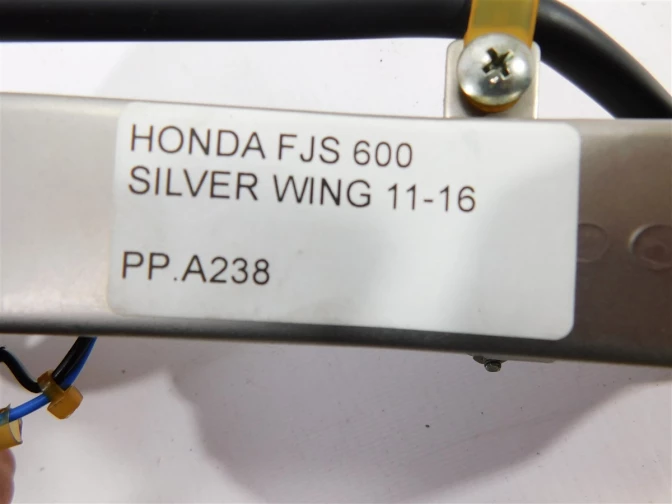 HONDA FJS 600
SILVER WING 11-16
PP.A238